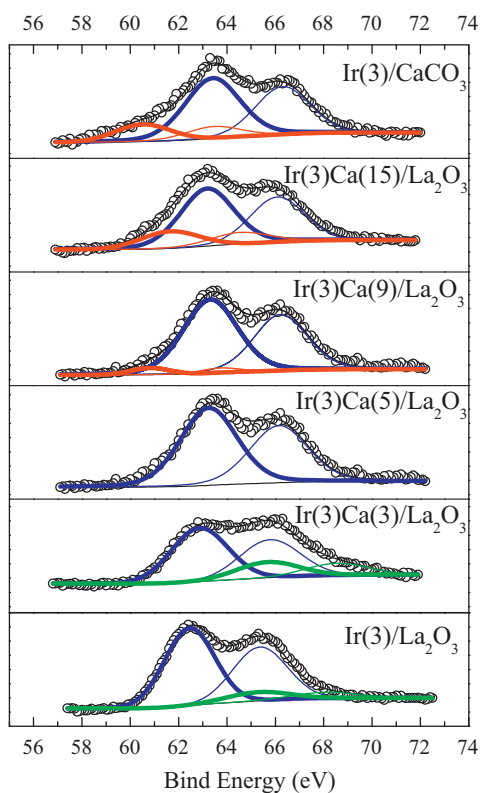 56 58 60 62 64 66 68 70 72 74
Ir(3)/CaCO₃
Ir(3)Ca(15)/La₂O₃
Ir(3)Ca(9)/La₂O₃
Ir(3)Ca(5)/La₂O₃
Ir(3)Ca(3)/La₂O₃
Ir(3)/La₂O₃
56 58 60 62 64 66 68 70 72 74
Bind Energy (eV)